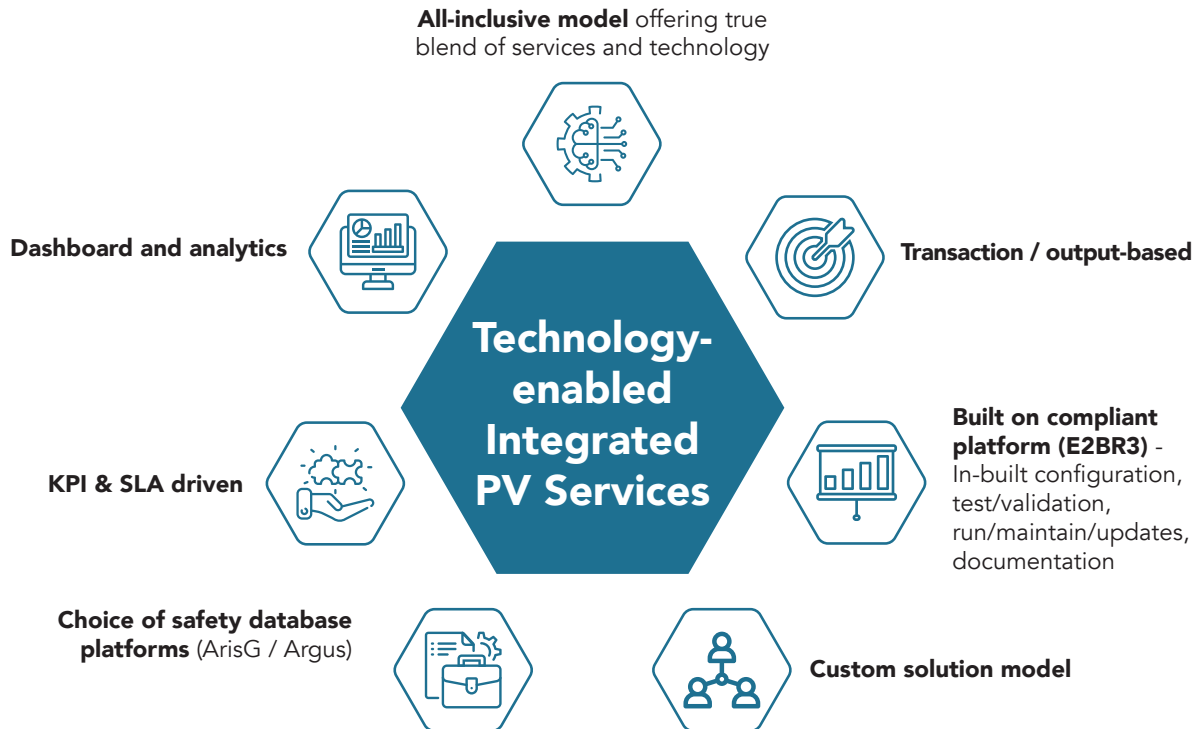 All-inclusive model offering true
blend of services and technology
Dashboard and analytics
Transaction / output-based
Technology-
enabled
Integrated
PV Services
KPI & SLA driven
Built on compliant
platform (E2BR3) -
In-built configuration,
test/validation,
run/maintain/updates,
documentation
Choice of safety database
platforms (ArisG / Argus)
Custom solution model